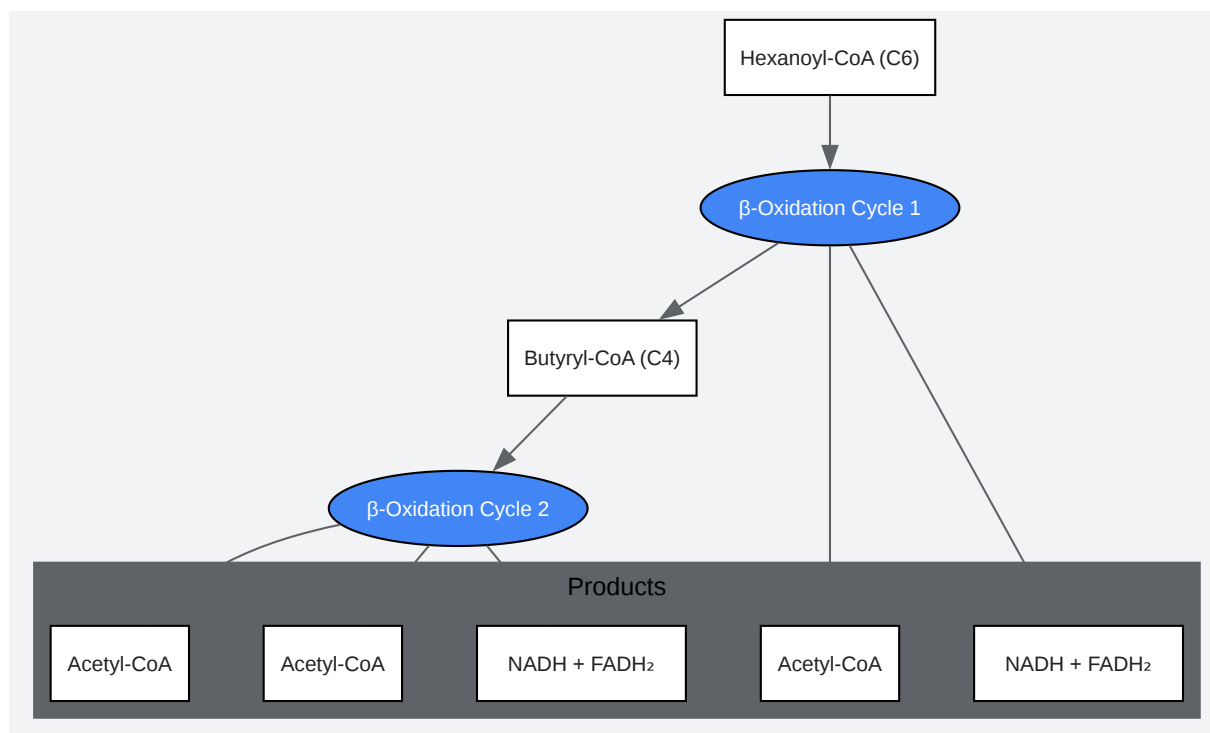 Hexanoyl-CoA (C6)
β-Oxidation Cycle 1
Butyryl-CoA (C4)
β-Oxidation Cycle 2
Products
Acetyl-CoA
Acetyl-CoA
NADH + FADH₂
Acetyl-CoA
NADH + FADH₂